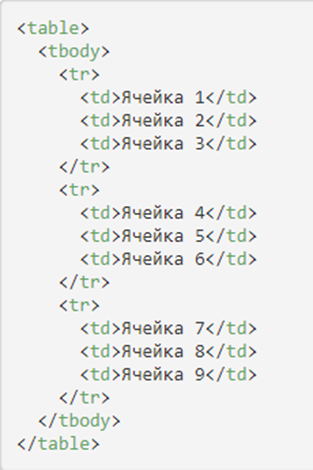 <table>
  <tbody>
    <tr>
      <td>Ячейка 1</td>
      <td>Ячейка 2</td>
      <td>Ячейка 3</td>
    </tr>
    <tr>
      <td>Ячейка 4</td>
      <td>Ячейка 5</td>
      <td>Ячейка 6</td>
    </tr>
    <tr>
      <td>Ячейка 7</td>
      <td>Ячейка 8</td>
      <td>Ячейка 9</td>
    </tr>
  </tbody>
</table>